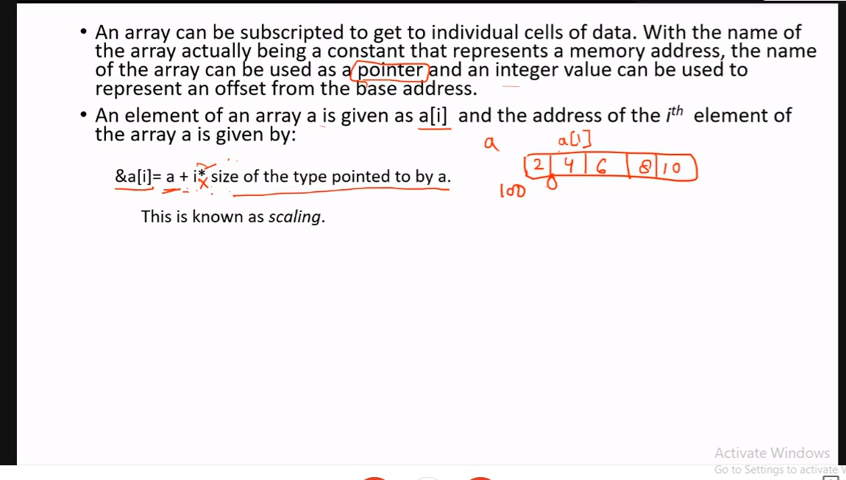 • An array can be subscripted to get to individual cells of data. With the name of
the array actually being a constant that represents a memory address, the name
of the array can be used as a pointer and an integer value can be used to
represent an offset from the base address.
• An element of an array a is given as a[i] and the address of the iᵗʰ element of
the array a is given by:
a a[1]
&a[i]= a + i* size of the type pointed to by a.
x
2 4 6 8 10
100
This is known as scaling.
Activate Windows
Go to Settings to activate W